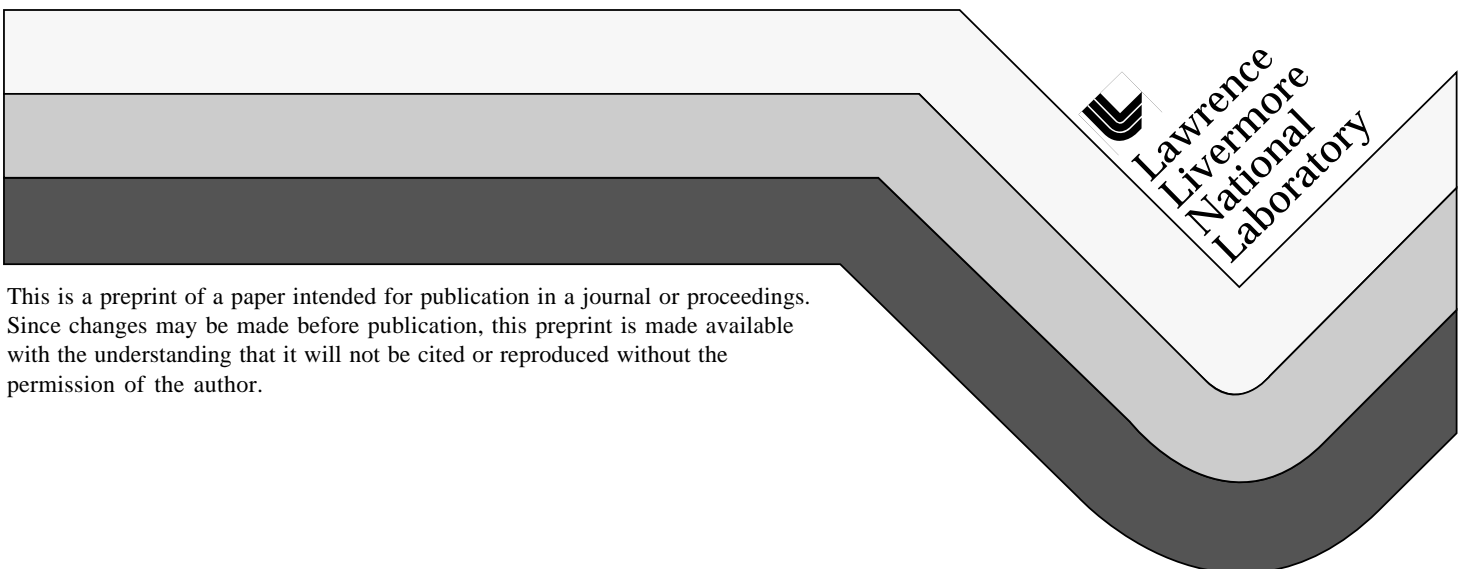 Lawrence
Livermore
National
Laboratory
This is a preprint of a paper intended for publication in a journal or proceedings.
Since changes may be made before publication, this preprint is made available
with the understanding that it will not be cited or reproduced without the
permission of the author.